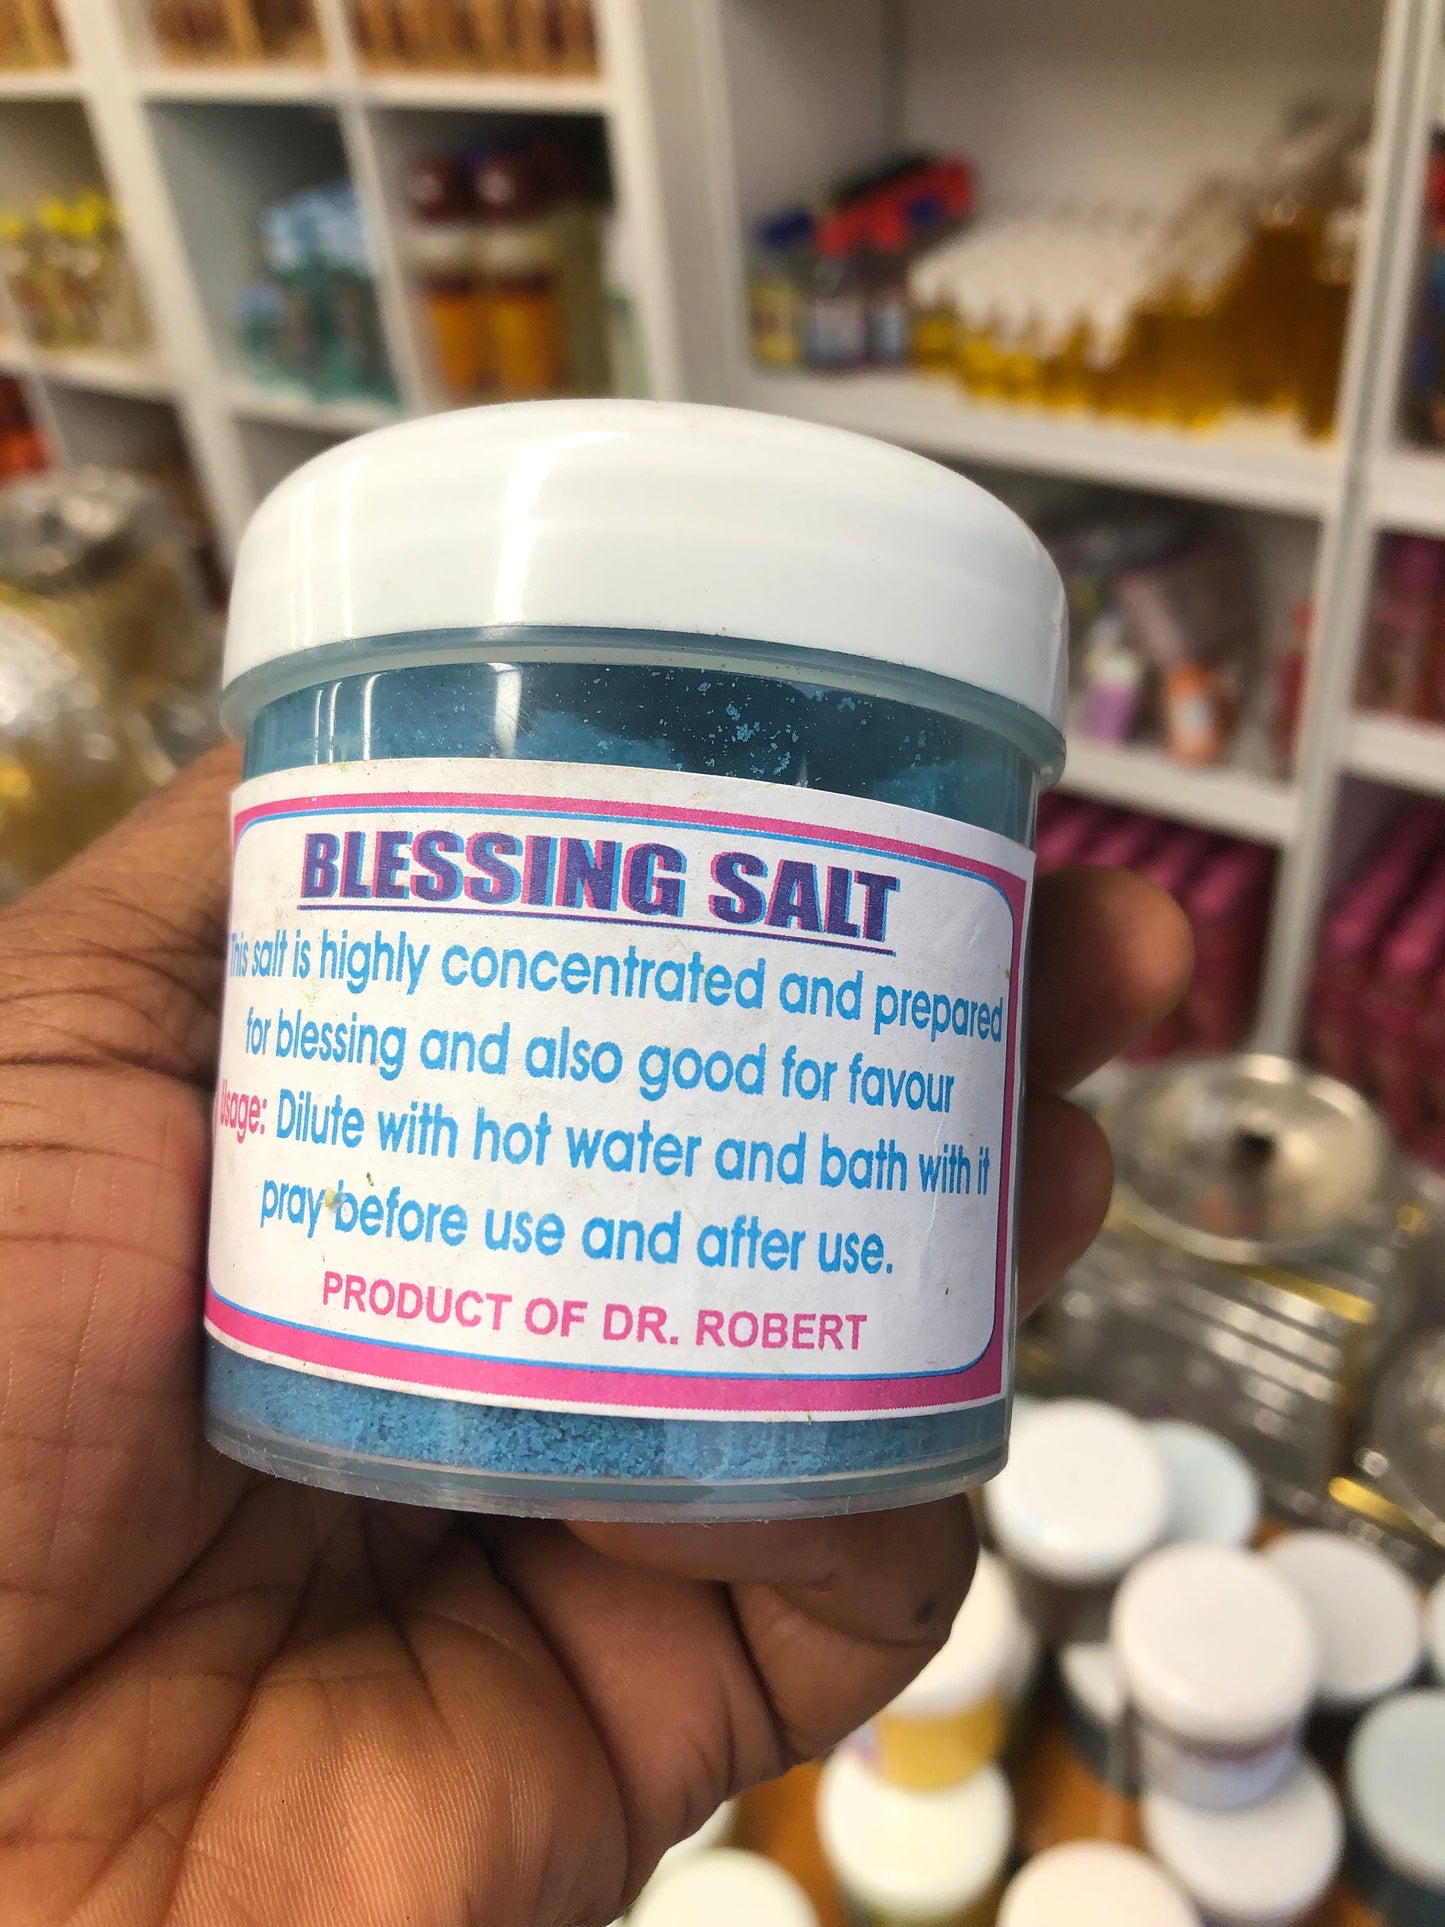 BLESSING SALT
This salt is highly concentrated and prepared
for blessing and also good for favour
Usage: Dilute with hot water and bath with it
pray before use and after use.
PRODUCT OF DR. ROBERT